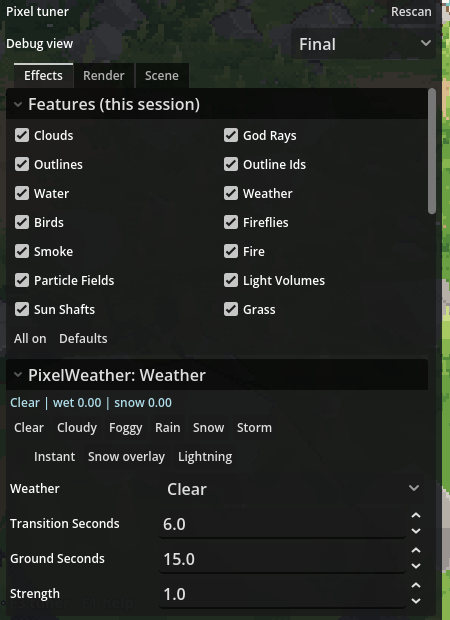 Pixel tuner Rescan
Debug view Final
Effects Render Scene
Features (this session)
Clouds God Rays
Outlines Outline Ids
Water Weather
Birds Fireflies
Smoke Fire
Particle Fields Light Volumes
Sun Shafts Grass
All on Defaults
PixelWeather: Weather
Clear | wet 0.00 | snow 0.00
Clear Cloudy Foggy Rain Snow Storm
Instant Snow overlay Lightning
Weather Clear
Transition Seconds 6.0
Ground Seconds 15.0
Strength 1.0